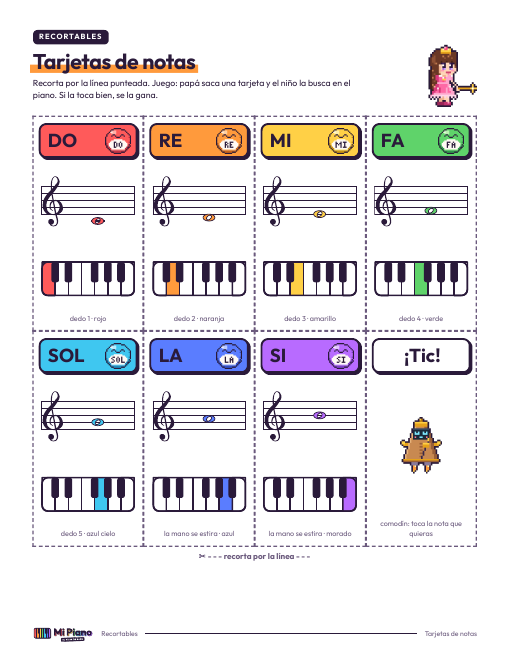 RECORTABLES
Tarjetas de notas
Recorta por la línea punteada. Juego: papá saca una tarjeta y el niño la busca en el
piano. Si la toca bien, se la gana.
DO DO
RE RE
MI MI
FA FA
dedo 1 · rojo
dedo 2 · naranja
dedo 3 · amarillo
dedo 4 · verde
SOL SOL
LA LA
SI SI
¡Tic!
dedo 5 · azul cielo
la mano se estira · azul
la mano se estira · morado
comodín: toca la nota que
quieras
✂ - - - recorta por la línea - - -
Mi Piano
Recortables
Tarjetas de notas